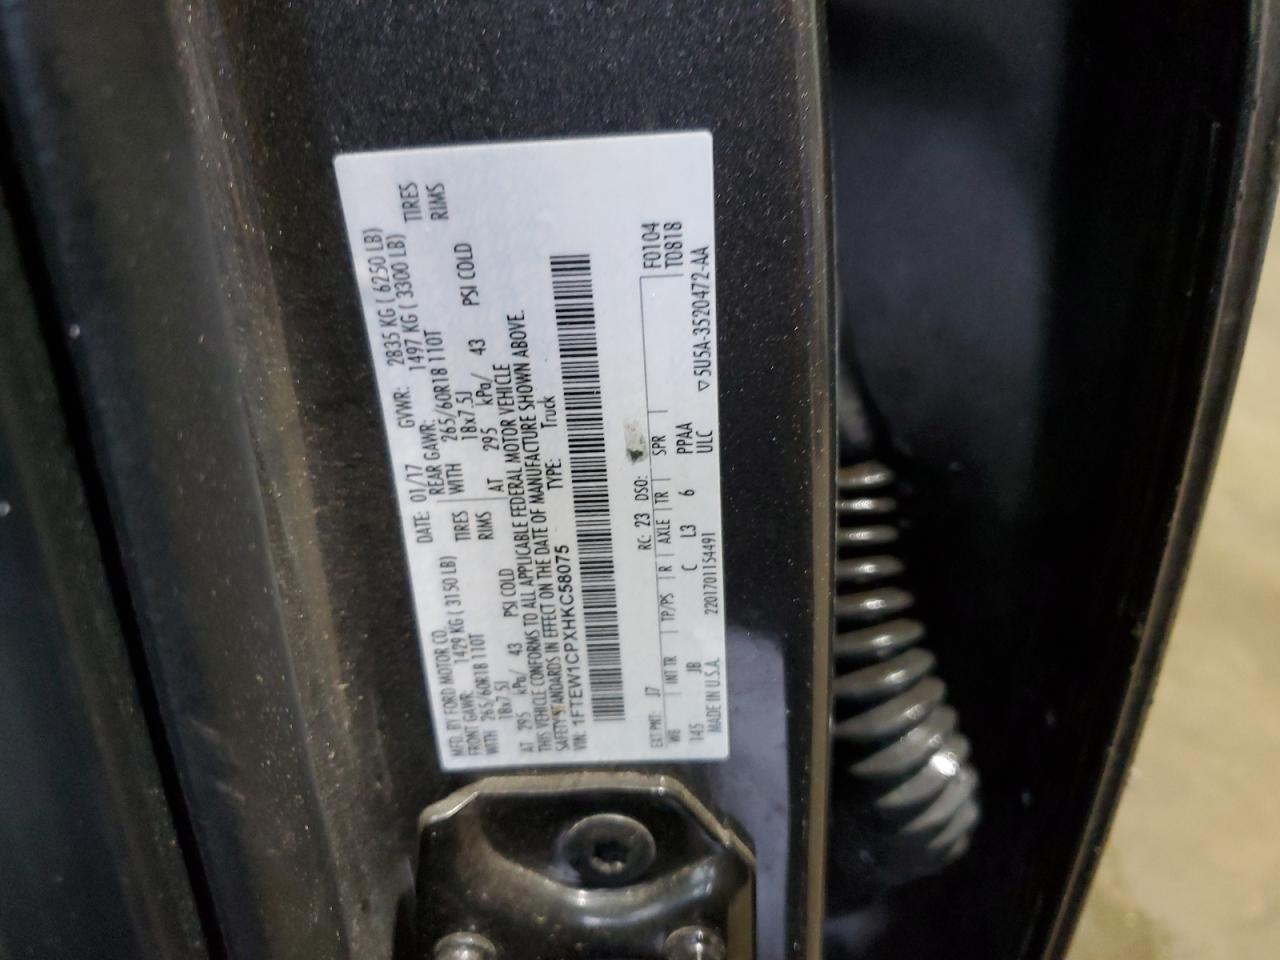 MFD. BY FORD MOTOR CO. DATE: 01/17 GVWR: 2835 KG ( 6250 LB)
FRONT GAWR: 1429 KG ( 3150 LB) REAR GAWR: 1497 KG ( 3300 LB)
WITH 265/60R18 110T TIRES WITH 265/60R18 110T TIRES
18x7.5J RIMS 18x7.5J RIMS
AT 295 kPa/ 43 PSI COLD AT 295 kPa/ 43 PSI COLD
THIS VEHICLE CONFORMS TO ALL APPLICABLE FEDERAL MOTOR VEHICLE
SAFETY STANDARDS IN EFFECT ON THE DATE OF MANUFACTURE SHOWN ABOVE.
VIN: 1FTEW1CPXHKC58075 TYPE: Truck
EXT PNT: J7 RC: 23 DSO: F0104
WB INT TR TP/PS R AXLE TR SPR T0818
145 JB C L3 6 PPAA
MADE IN U.S.A. 2201701154491 ULC ▽5U5A-3520472-AA